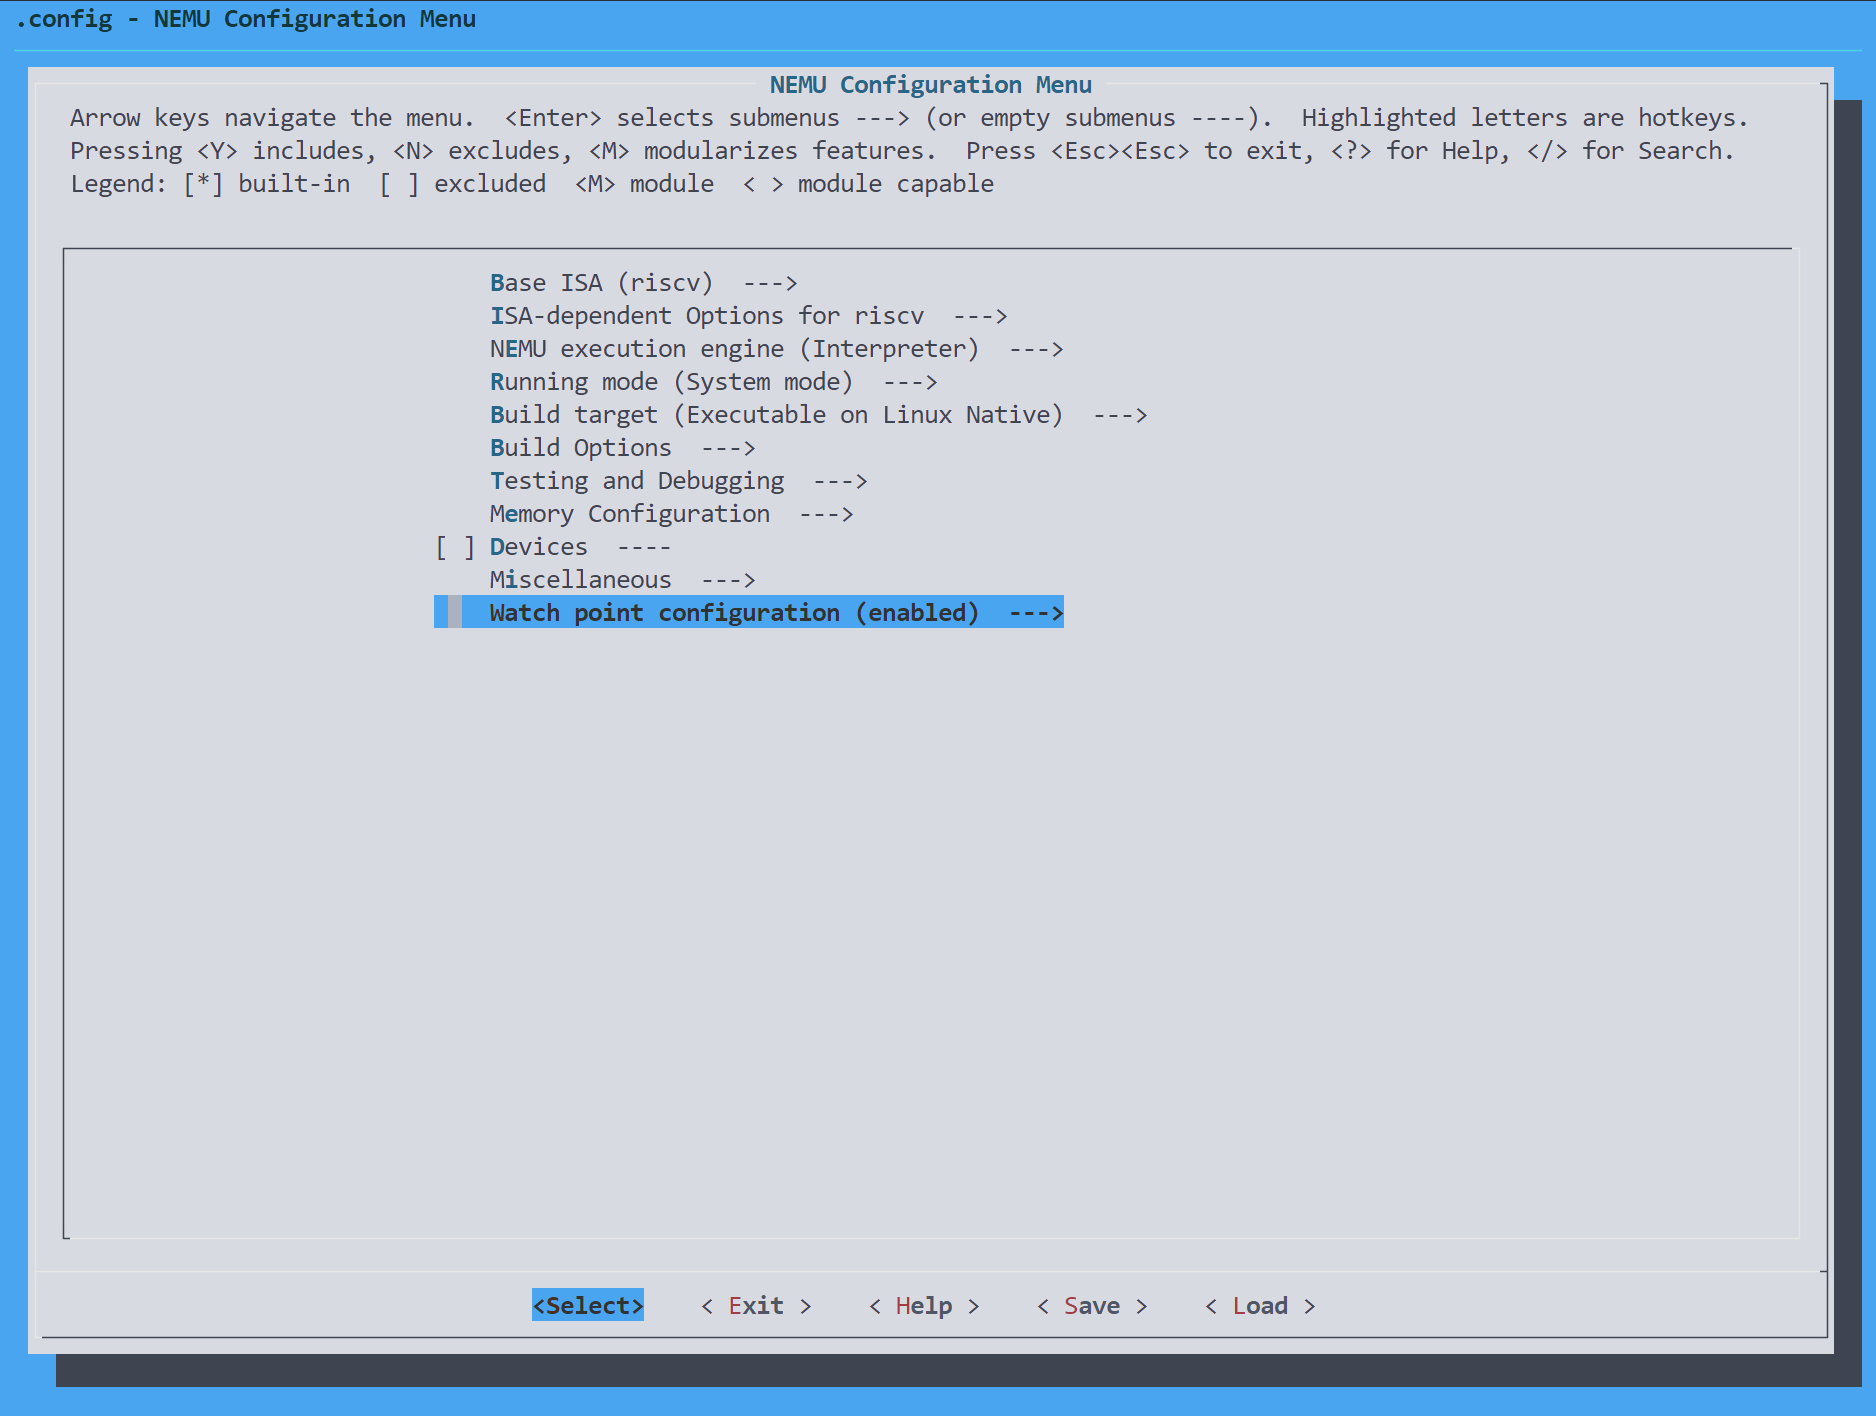 .config - NEMU Configuration Menu
NEMU Configuration Menu
Arrow keys navigate the menu.  <Enter> selects submenus ---> (or empty submenus ----).  Highlighted letters are hotkeys.
Pressing <Y> includes, <N> excludes, <M> modularizes features.  Press <Esc><Esc> to exit, <?> for Help, </> for Search.
Legend: [*] built-in  [ ] excluded  <M> module  < > module capable
Base ISA (riscv)  --->
ISA-dependent Options for riscv  --->
NEMU execution engine (Interpreter)  --->
Running mode (System mode)  --->
Build target (Executable on Linux Native)  --->
Build Options  --->
Testing and Debugging  --->
Memory Configuration  --->
[ ] Devices  ----
Miscellaneous  --->
Watch point configuration (enabled)  --->
<Select>    < Exit >    < Help >    < Save >    < Load >